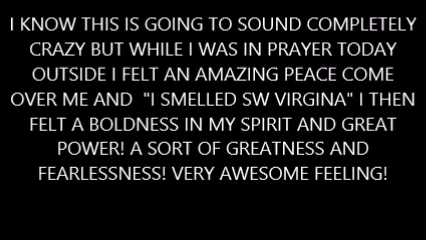 I KNOW THIS IS GOING TO SOUND COMPLETELY
CRAZY BUT WHILE I WAS IN PRAYER TODAY
OUTSIDE I FELT AN AMAZING PEACE COME
OVER ME AND  "I SMELLED SW VIRGINA" I THEN
FELT A BOLDNESS IN MY SPIRIT AND GREAT
POWER! A SORT OF GREATNESS AND
FEARLESSNESS! VERY AWESOME FEELING!